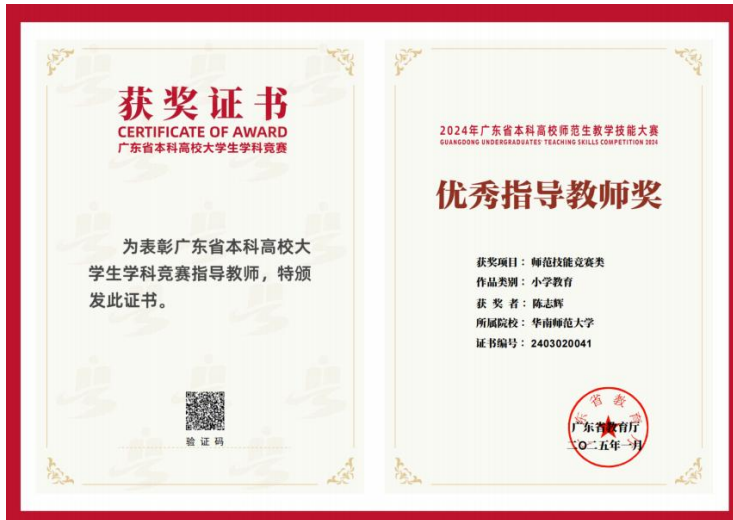 获奖证书
CERTIFICATE OF AWARD
广东省本科高校大学生学科竞赛
为表彰广东省本科高校大
学生学科竞赛指导教师，特颁
发此证书。
验证码
2024年广东省本科高校师范生教学技能大赛
GUANGDONG UNDERGRADUATES' TEACHING SKILLS COMPETITION 2024
优秀指导教师奖
获奖项目：师范技能竞赛类
作品类别：小学教育
获 奖 者：陈志辉
所属院校：华南师范大学
证书编号：2403020041
广东省教育厅
二〇二五年一月